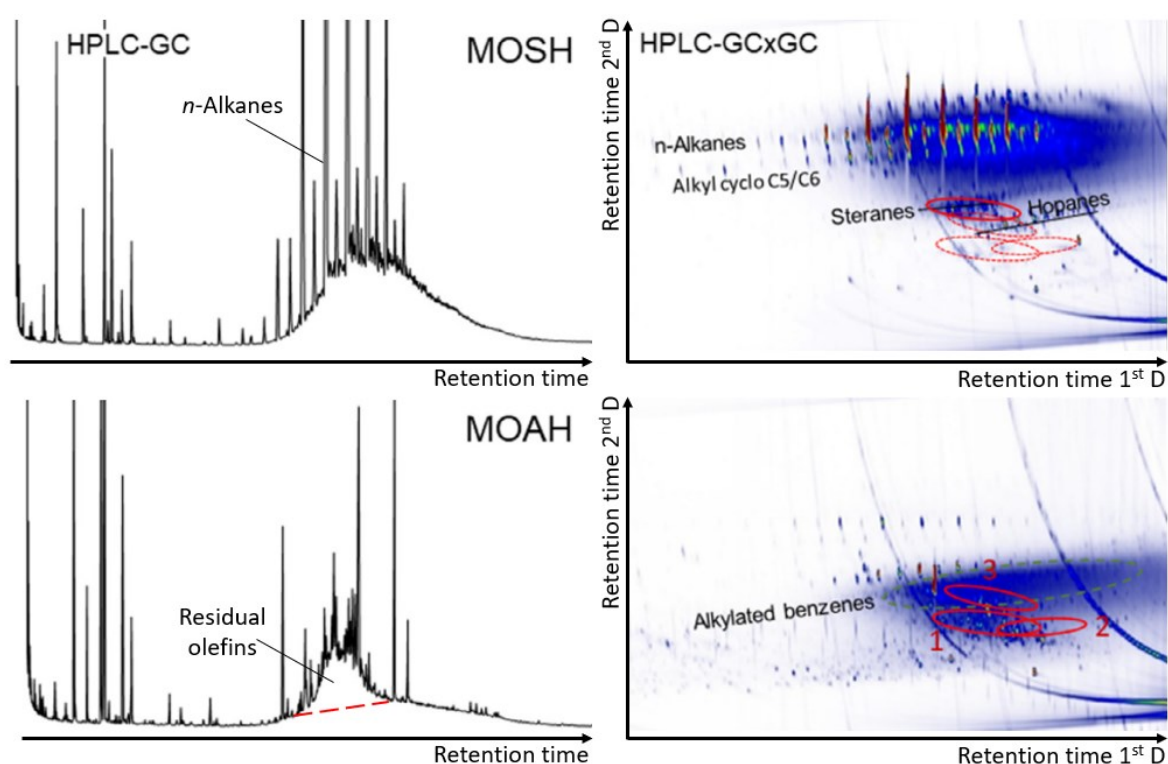 HPLC-GC
MOSH
n-Alkanes
Retention time
HPLC-GCxGC
Retention time 2nd D
n-Alkanes
Alkyl cyclo C5/C6
Steranes
Hopanes
Retention time 1st D
MOAH
Residual
olefins
Retention time
Retention time 2nd D
3
Alkylated benzenes
1
2
Retention time 1st D